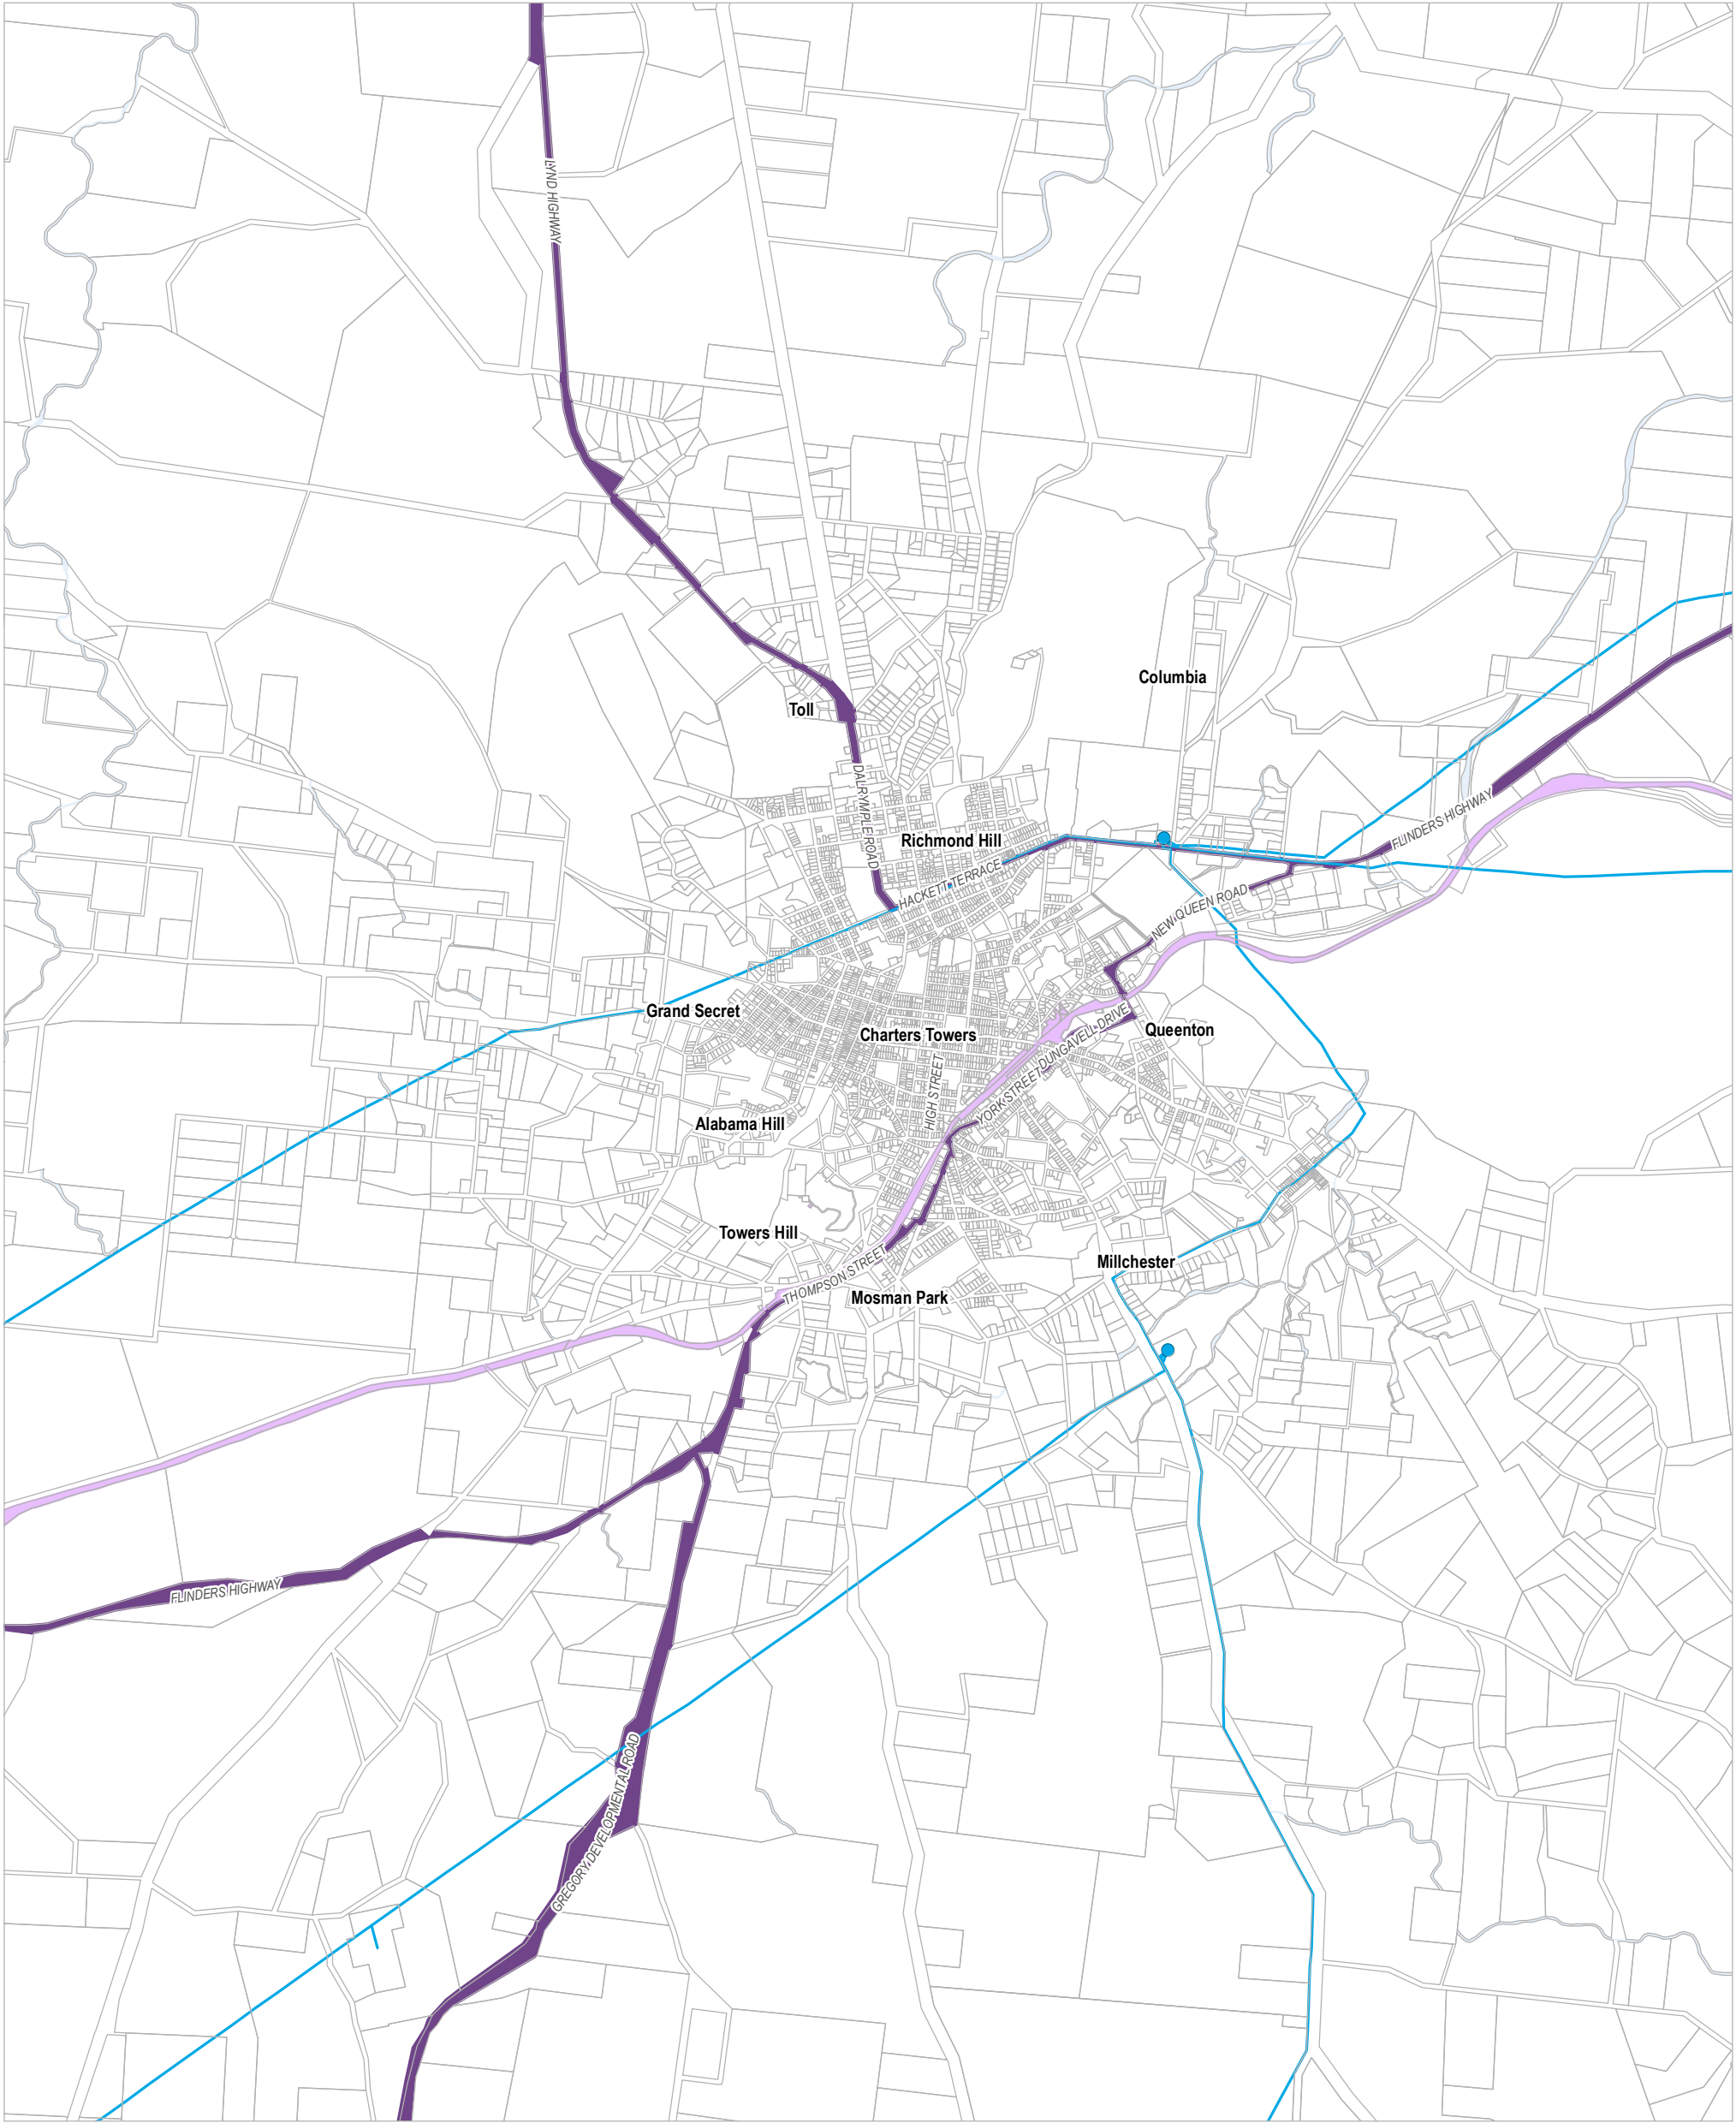 LYND HIGHWAY
Columbia
Toll
DALRYMPLE ROAD
FLINDERS HIGHWAY
Richmond Hill
HACKETT TERRACE
NEW QUEEN ROAD
Grand Secret
Charters Towers
Queenton
DUNGAVELL DRIVE
HIGH STREET
YORK STREET
Alabama Hill
Towers Hill
Millchester
THOMPSON STREET
Mosman Park
FLINDERS HIGHWAY
GREGORY DEVELOPMENTAL ROAD